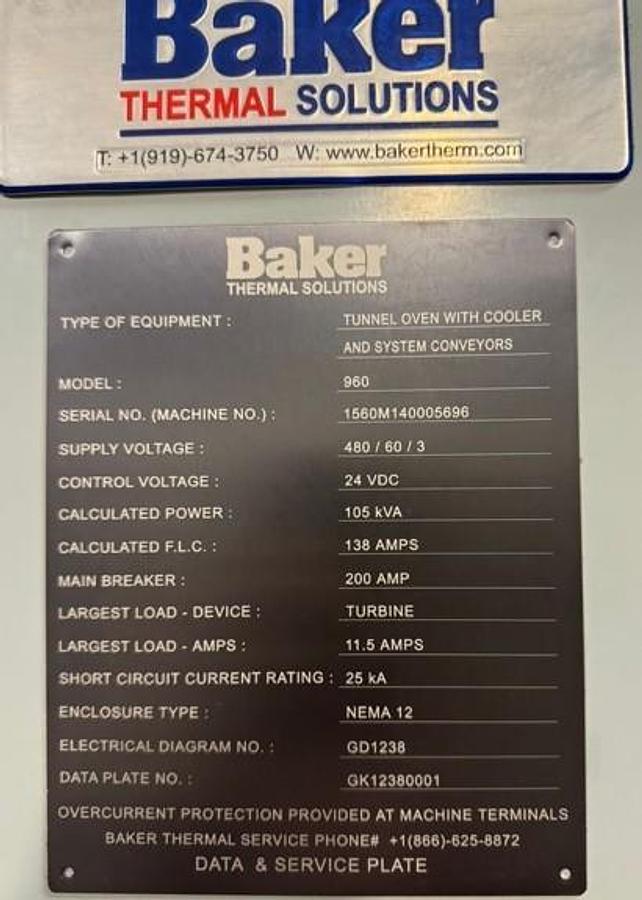 Baker
THERMAL SOLUTIONS
T: +1(919)-674-3750 W: www.bakertherm.com
Baker
THERMAL SOLUTIONS
TYPE OF EQUIPMENT : TUNNEL OVEN WITH COOLER
AND SYSTEM CONVEYORS
MODEL : 960
SERIAL NO. (MACHINE NO.) : 1560M140005696
SUPPLY VOLTAGE : 480 / 60 / 3
CONTROL VOLTAGE : 24 VDC
CALCULATED POWER : 105 kVA
CALCULATED F.L.C. : 138 AMPS
MAIN BREAKER : 200 AMP
LARGEST LOAD - DEVICE : TURBINE
LARGEST LOAD - AMPS : 11.5 AMPS
SHORT CIRCUIT CURRENT RATING : 25 kA
ENCLOSURE TYPE : NEMA 12
ELECTRICAL DIAGRAM NO. : GD1238
DATA PLATE NO. : GK12380001
OVERCURRENT PROTECTION PROVIDED AT MACHINE TERMINALS
BAKER THERMAL SERVICE PHONE# +1(866)-625-8872
DATA & SERVICE PLATE